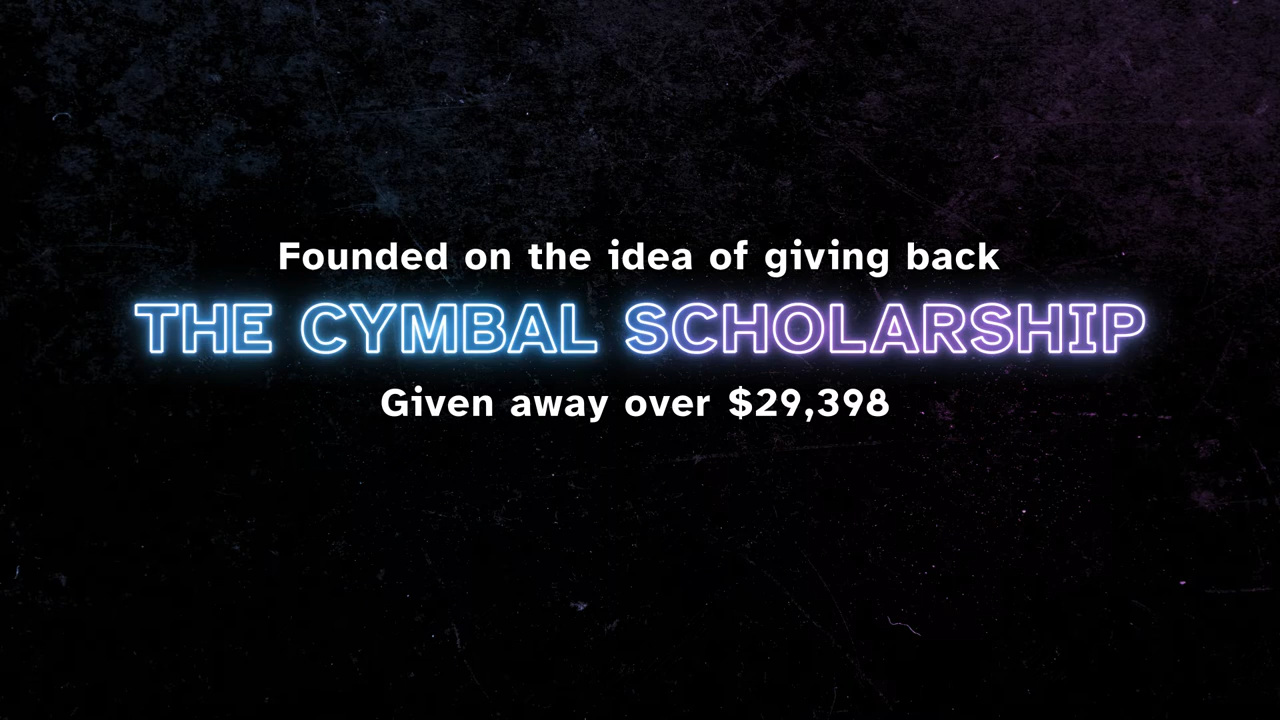 Founded on the idea of giving back
THE CYMBAL SCHOLARSHIP
Given away over $29,398